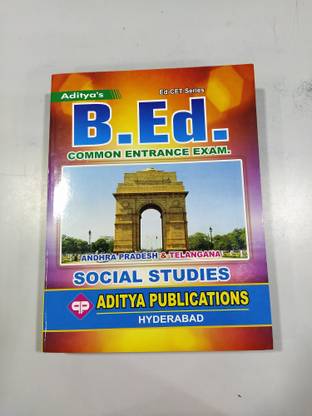 Aditya's
Ed-CET Series
B.Ed.
COMMON ENTRANCE EXAM.
ANDHRA PRADESH & TELANGANA
SOCIAL STUDIES
ADITYA PUBLICATIONS
HYDERABAD